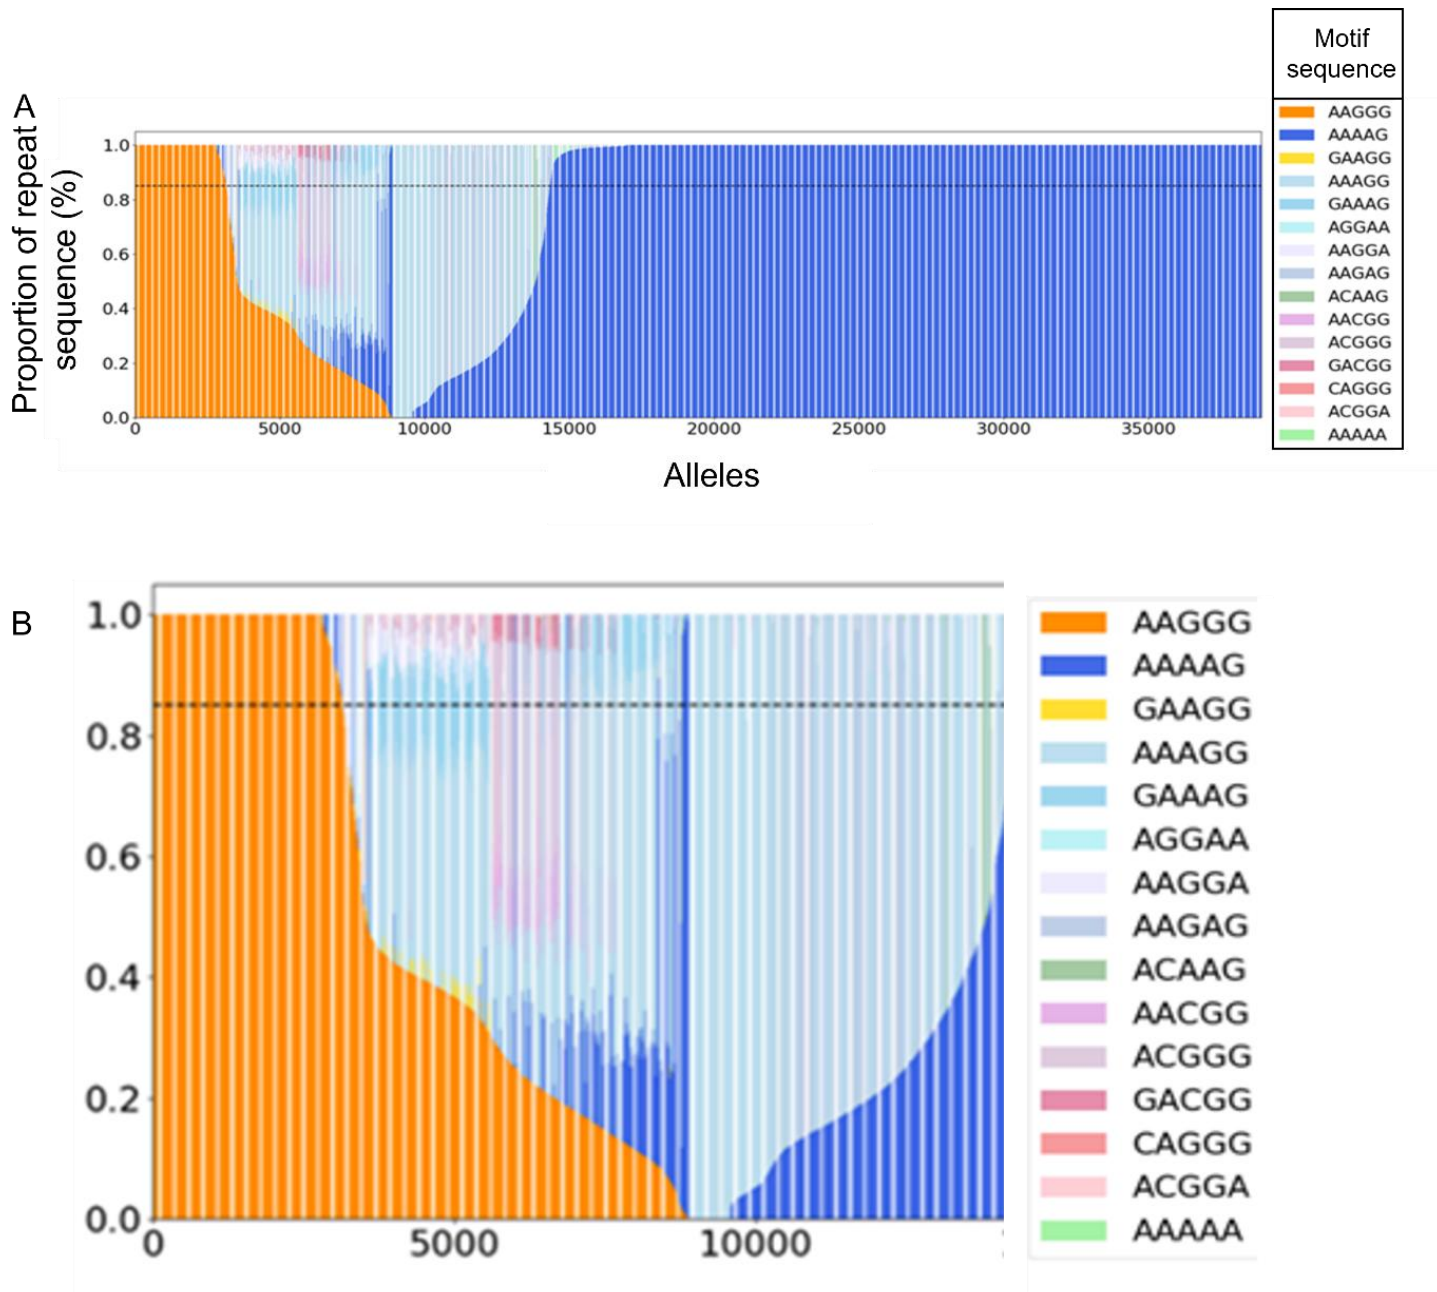 A
Proportion of repeat
sequence (%)
1.0
0.8
0.6
0.4
0.2
0.0
0 5000 10000 15000 20000 25000 30000 35000
Alleles
Motif
sequence
AAGGG
AAAAG
GAAGG
AAAGG
GAAAG
AGGAA
AAGGA
AAGAG
ACAAG
AACGG
ACGGG
GACGG
CAGGG
ACGGA
AAAAA
B
1.0
0.8
0.6
0.4
0.2
0.0
0 5000 10000
AAGGG
AAAAG
GAAGG
AAAGG
GAAAG
AGGAA
AAGGA
AAGAG
ACAAG
AACGG
ACGGG
GACGG
CAGGG
ACGGA
AAAAA